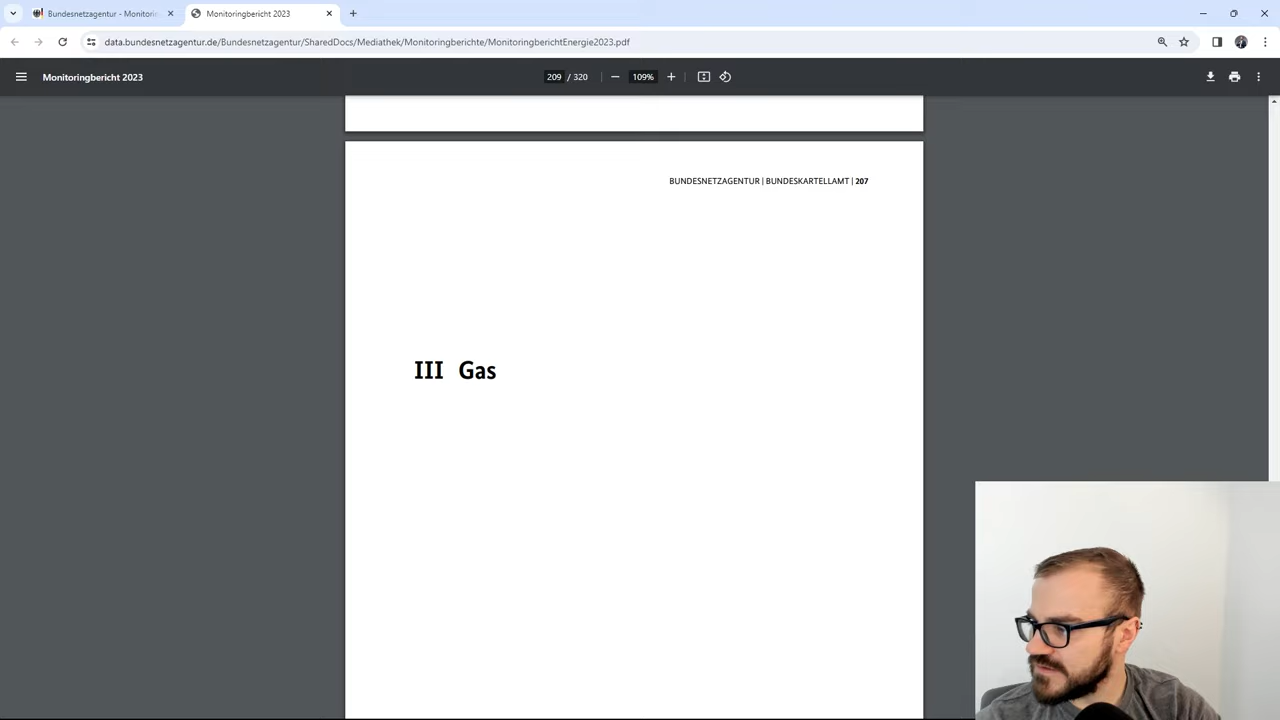 Bundesnetzagentur - Monitorin
Monitoringbericht 2023
data.bundesnetzagentur.de/Bundesnetzagentur/SharedDocs/Mediathek/Monitoringberichte/MonitoringberichtEnergie2023.pdf
Monitoringbericht 2023
209 / 320
109%
BUNDESNETZAGENTUR | BUNDESKARTELLAMT | 207
III Gas